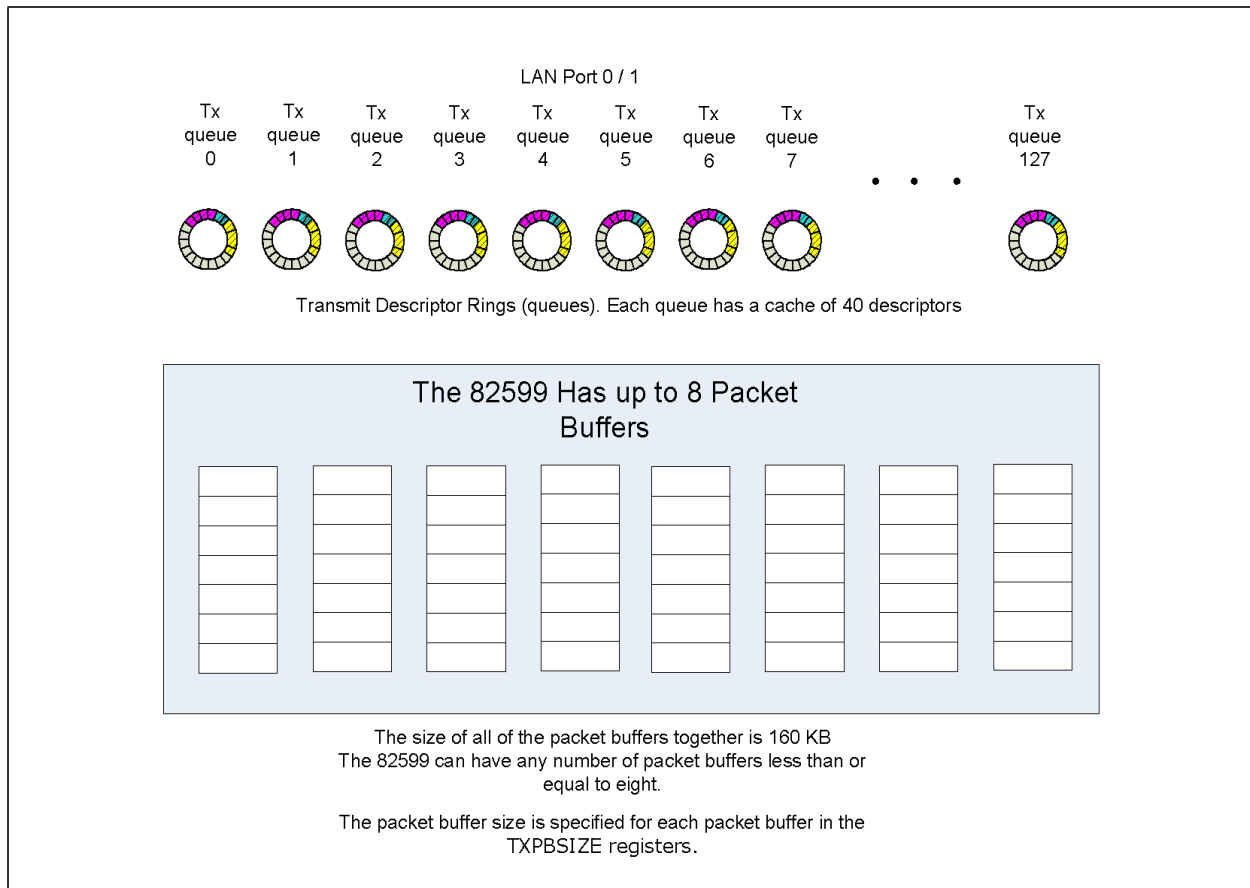 LAN Port 0 / 1
Tx queue 0
Tx queue 1
Tx queue 2
Tx queue 3
Tx queue 4
Tx queue 5
Tx queue 6
Tx queue 7
. . .
Tx queue 127
Transmit Descriptor Rings (queues). Each queue has a cache of 40 descriptors
The 82599 Has up to 8 Packet
Buffers
The size of all of the packet buffers together is 160 KB
The 82599 can have any number of packet buffers less than or
equal to eight.
The packet buffer size is specified for each packet buffer in the
TXPBSIZE registers.